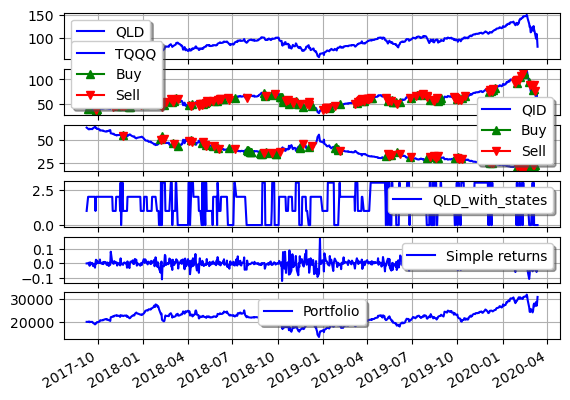 150
100
QLD
TQQQ
Buy
Sell
100
50
QID
Buy
Sell
50
25
2.5
0.0
QLD_with_states
0.1
0.0
−0.1
Simple returns
30000
20000
Portfolio
2017-10
2018-01
2018-04
2018-07
2018-10
2019-01
2019-04
2019-07
2019-10
2020-01
2020-04